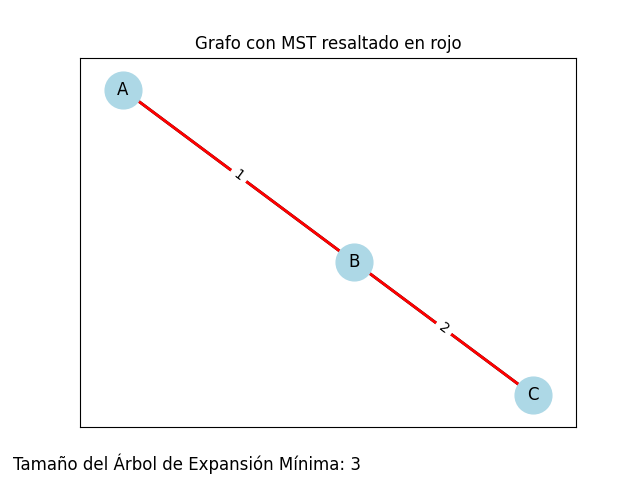 Grafo con MST resaltado en rojo
A
1
B
2
C
Tamaño del Árbol de Expansión Mínima: 3